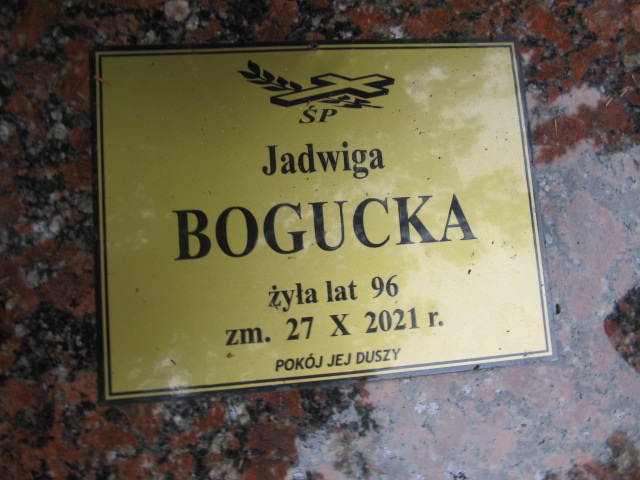 ŚP
Jadwiga
BOGUCKA
żyła lat 96
zm. 27 X 2021 r.
POKÓJ JEJ DUSZY